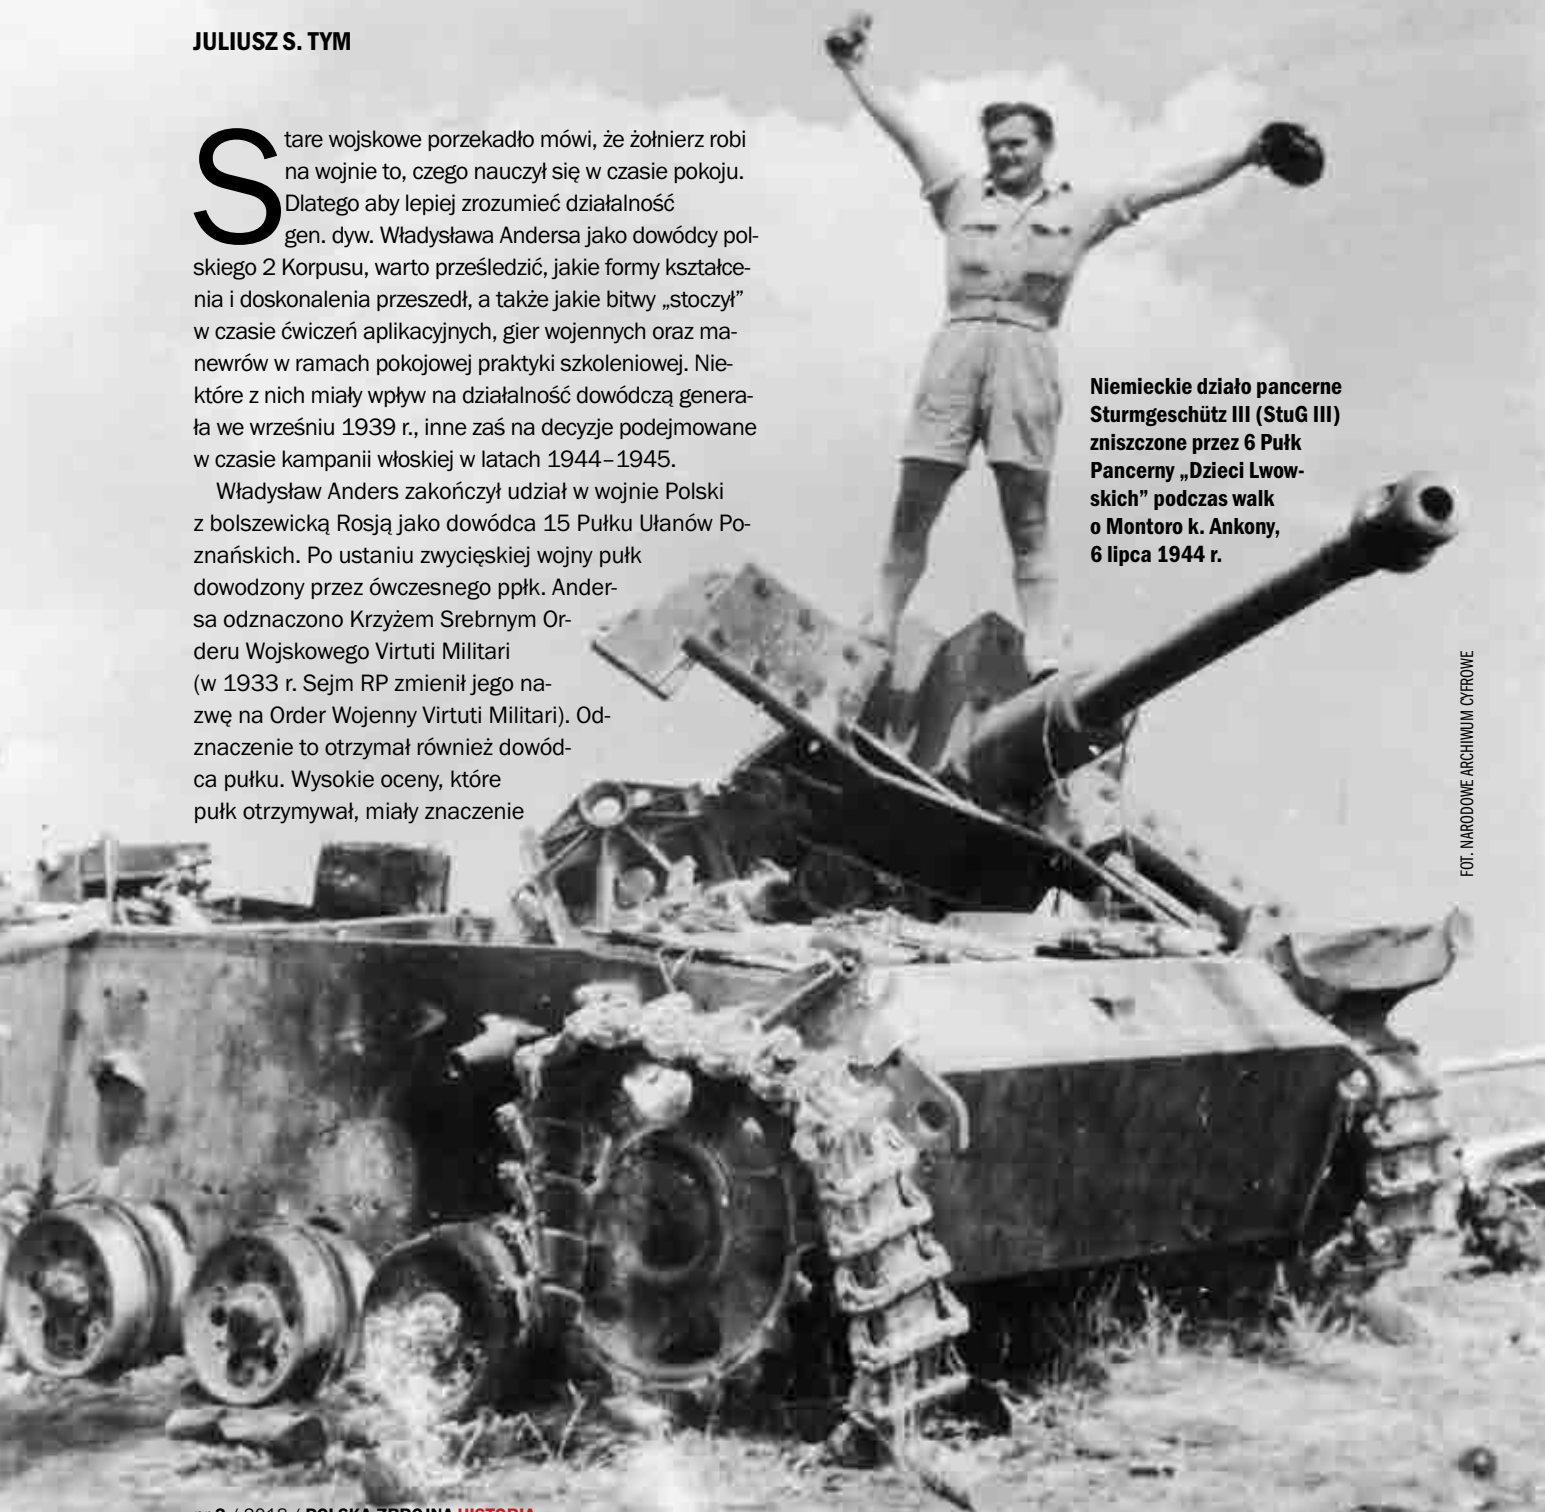 JULIUSZ S. TYM
Stare wojskowe porzekadło mówi, że żołnierz robi
na wojnie to, czego nauczył się w czasie pokoju.
Dlatego aby lepiej zrozumieć działalność
gen. dyw. Władysława Andersa jako dowódcy pol-
skiego 2 Korpusu, warto prześledzić, jakie formy kształce-
nia i doskonalenia przeszedł, a także jakie bitwy „stoczył”
w czasie ćwiczeń aplikacyjnych, gier wojennych oraz ma-
newrów w ramach pokojowej praktyki szkoleniowej. Nie-
które z nich miały wpływ na działalność dowódczą genera-
ła we wrześniu 1939 r., inne zaś na decyzje podejmowane
w czasie kampanii włoskiej w latach 1944–1945.
Władysław Anders zakończył udział w wojnie Polski
z bolszewicką Rosją jako dowódca 15 Pułku Ułanów Po-
znańskich. Po ustaniu zwycięskiej wojny pułk
dowodzony przez ówczesnego ppłk. Ander-
sa odznaczono Krzyżem Srebrnym Or-
deru Wojskowego Virtuti Militari
(w 1933 r. Sejm RP zmienił jego na-
zwę na Order Wojenny Virtuti Militari). Od-
znaczenie to otrzymał również dowód-
ca pułku. Wysokie oceny, które
pułk otrzymywał, miały znaczenie
Niemieckie działo pancerne
Sturmgeschütz III (StuG III)
zniszczone przez 6 Pułk
Pancerny „Dzieci Lwow-
skich” podczas walk
o Montoro k. Ankony,
6 lipca 1944 r.
FOT. NARODOWE ARCHIWUM CYFROWE
/ POLSKA ZBROJNA HISTORIA